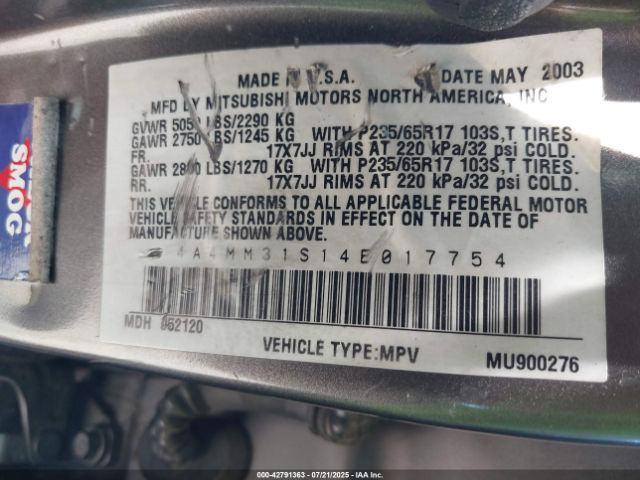 MADE IN U.S.A. DATE MAY 2003
MFD BY MITSUBISHI MOTORS NORTH AMERICA, INC
GVWR 5050 LBS/2290 KG
GAWR 2750 LBS/1245 KG WITH P235/65R17 103S,T TIRES.
FR. 17X7JJ RIMS AT 220 kPa/32 psi COLD.
GAWR 2800 LBS/1270 KG WITH P235/65R17 103S,T TIRES.
RR. 17X7JJ RIMS AT 220 kPa/32 psi COLD.
THIS VEHICLE CONFORMS TO ALL APPLICABLE FEDERAL MOTOR
VEHICLE SAFETY STANDARDS IN EFFECT ON THE DATE OF
MANUFACTURE SHOWN ABOVE.
4A4MM31S14E017754
MDH 052120
VEHICLE TYPE:MPV MU900276
SMOG
000-42791363 | 07/21/2025 | IAA Inc.